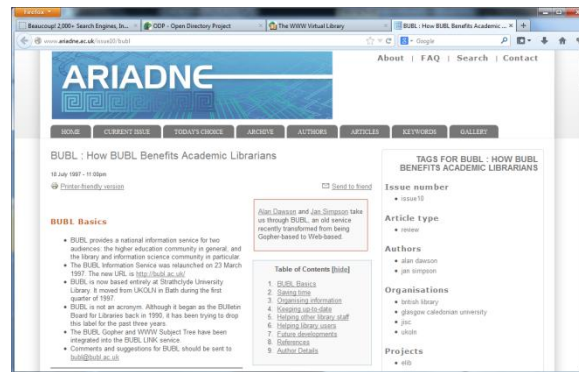 Firefox
Beaucoup! 2,000+ Search Engines, In...
ODP - Open Directory Project
The WWW Virtual Library
BUBL : How BUBL Benefits Academic ...
www.ariadne.ac.uk/issue10/bubl
Google
About | FAQ | Search | Contact
ARIADNE
HOME CURRENT ISSUE TODAY'S CHOICE ARCHIVE AUTHORS ARTICLES KEYWORDS GALLERY
BUBL : How BUBL Benefits Academic Librarians
18 July 1997 - 11:00pm
Printer-friendly version
Send to friend
Alan Dawson and Jan Simpson take
us through BUBL, an old service
recently transformed from being
Gopher-based to Web-based.
BUBL Basics
BUBL provides a national information service for two
audiences: the higher education community in general, and
the library and information science community in particular.
The BUBL Information Service was relaunched on 23 March
1997. The new URL is http://bubl.ac.uk/
BUBL is now based entirely at Strathclyde University
Library. It moved from UKOLN in Bath during the first
quarter of 1997.
BUBL is not an acronym. Although it began as the BUlletin
Board for Libraries back in 1990, it has been trying to drop
this label for the past three years.
The BUBL Gopher and WWW Subject Tree have been
integrated into the BUBL LINK service.
Comments and suggestions for BUBL should be sent to
bubl@bubl.ac.uk
Table of Contents [hide]
1. BUBL Basics
2. Saving time
3. Organising information
4. Keeping up-to-date
5. Helping other library staff
6. Helping library users
7. Future developments
8. References
9. Author Details
TAGS FOR BUBL : HOW BUBL
BENEFITS ACADEMIC LIBRARIANS
Issue number
issue10
Article type
review
Authors
alan dawson
jan simpson
Organisations
british library
glasgow caledonian university
jisc
ukoln
Projects
elib